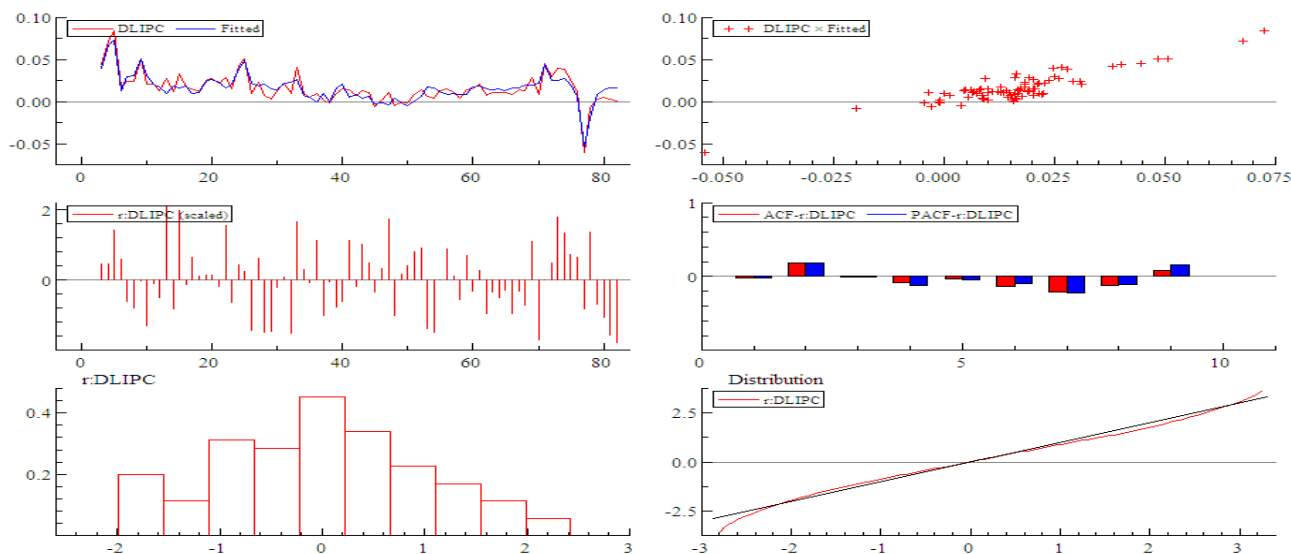 0.10
DLIPC Fitted
0.05
0.00
-0.05
0 20 40 60 80
0.10
DLIPC × Fitted
0.05
0.00
-0.05
-0.050 -0.025 0.000 0.025 0.050 0.075
2
r:DLIPC (scaled)
0
0 20 40 60 80
1
ACF-r:DLIPC PACF-r:DLIPC
0
0 5 10
r:DLIPC
0.4
0.2
-2 -1 0 1 2 3
Distribution
r:DLIPC
2.5
0.0
-2.5
-3 -2 -1 0 1 2 3